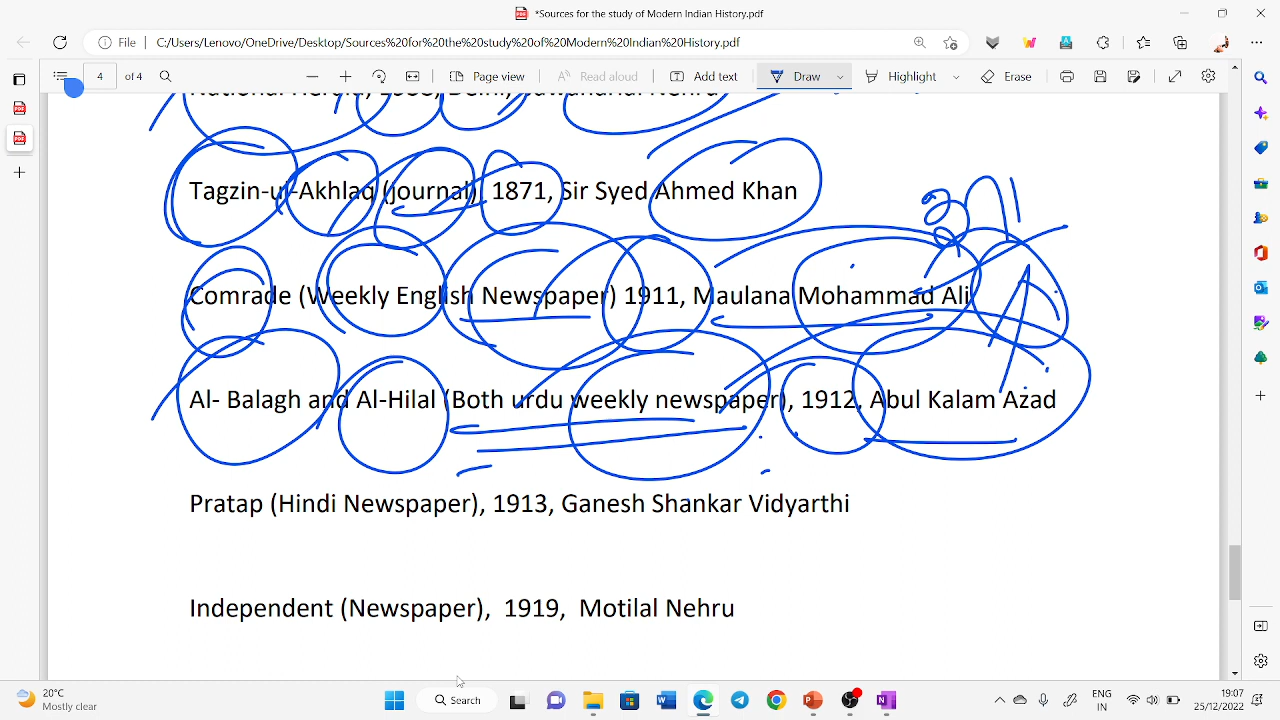 *Sources for the study of Modern Indian History.pdf
File C:/Users/Lenovo/OneDrive/Desktop/Sources%20for%20the%20study%20of%20Modern%20Indian%20History.pdf
4 of 4 Page view Read aloud Add text Draw Highlight Erase
Tagzin-ul-Akhlaq (journal) 1871, Sir Syed Ahmed Khan
Comrade (Weekly English Newspaper) 1911, Maulana Mohammad Ali
Al- Balagh and Al-Hilal (Both urdu weekly newspaper), 1912, Abul Kalam Azad
Pratap (Hindi Newspaper), 1913, Ganesh Shankar Vidyarthi
Independent (Newspaper), 1919, Motilal Nehru
20°C
Mostly clear
Search
ENG
IN
19:07
25/12/2022